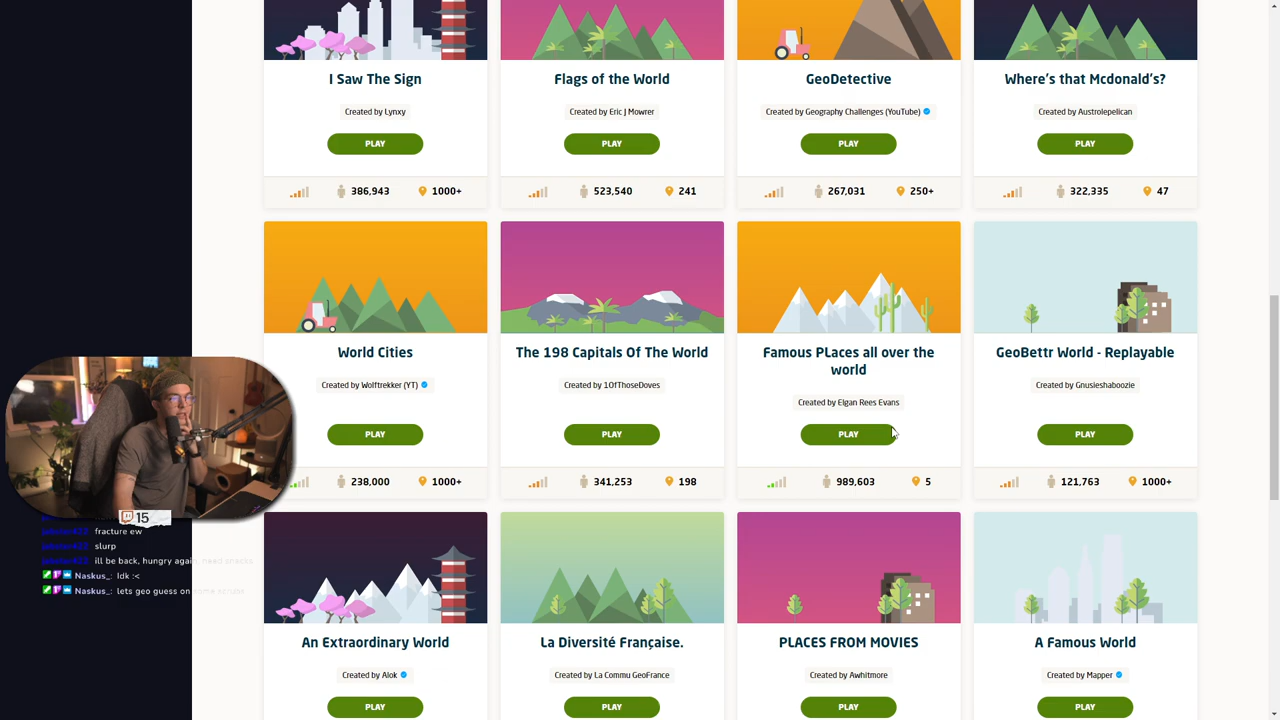 I Saw The Sign
Flags of the World
GeoDetective
Where's that Mcdonald's?
Created by Lynxy
Created by Eric J Mowrer
Created by Geography Challenges (YouTube)
Created by Austrolepelican
PLAY
PLAY
PLAY
PLAY
386,943
1000+
523,540
241
267,031
250+
322,335
47
World Cities
The 198 Capitals Of The World
Famous PLaces all over the
world
GeoBettr World - Replayable
Created by Wolftrekker (YT)
Created by 1OfThoseDoves
Created by Elgan Rees Evans
Created by Gnusieshaboozie
PLAY
PLAY
PLAY
PLAY
238,000
1000+
341,253
198
989,603
5
121,763
1000+
15
fracture ew
slurp
ill be back, hungry again, need snacks
Naskus_: Idk :<
Naskus_: lets geo guess on
An Extraordinary World
La Diversité Française.
PLACES FROM MOVIES
A Famous World
Created by Alok
Created by La Commu GeoFrance
Created by Awhitmore
Created by Mapper
PLAY
PLAY
PLAY
PLAY